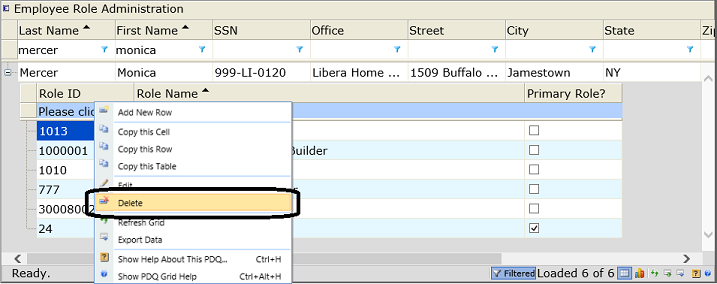 Employee Role Administration
Last Name First Name SSN Office Street City State Zip
mercer monica
Mercer Monica 999-LI-0120 Libera Home ... 1509 Buffalo ... Jamestown NY
Role ID Role Name Primary Role?
Please clic
1013
1000001 Builder
1010
777
30008002
24
Add New Row
Copy this Cell
Copy this Row
Copy this Table
Edit
Delete
Refresh Grid
Export Data
Show Help About This PDQ... Ctrl+H
Show PDQ Grid Help Ctrl+Alt+H
Ready. Filtered Loaded 6 of 6